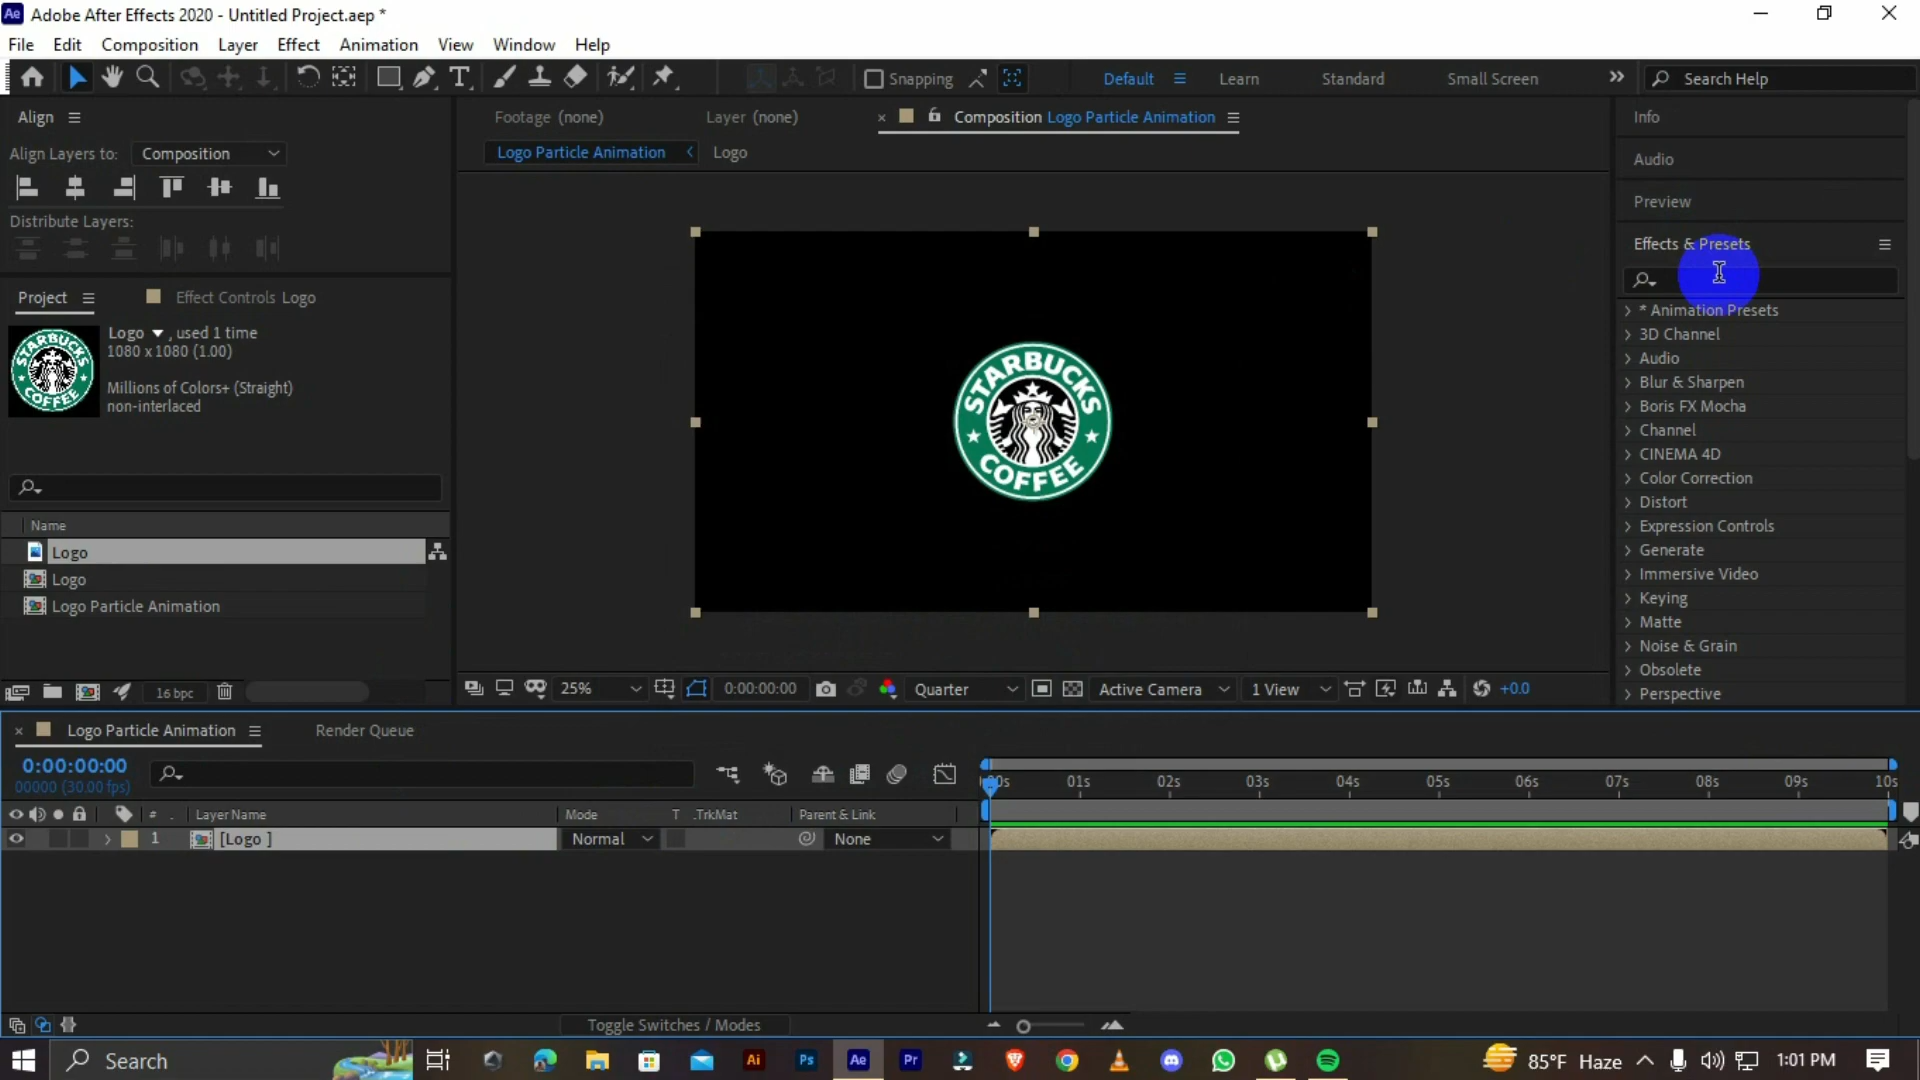 Ae Adobe After Effects 2020 - Untitled Project.aep *
File Edit Composition Layer Effect Animation View Window Help
T Snapping Default Learn Standard Small Screen Search Help
Align
Align Layers to: Composition
Distribute Layers:
Project Effect Controls Logo
Logo , used 1 time
1080 x 1080 (1.00)
Millions of Colors+ (Straight)
non-interlaced
STARBUCKS
COFFEE
Name
Logo
Logo
Logo Particle Animation
16 bpc
Footage (none) Layer (none) × Composition Logo Particle Animation
Logo Particle Animation Logo
STARBUCKS
COFFEE
25% 0:00:00:00 Quarter Active Camera 1 View +0.0
Info
Audio
Preview
Effects & Presets
* Animation Presets
3D Channel
Audio
Blur & Sharpen
Boris FX Mocha
Channel
CINEMA 4D
Color Correction
Distort
Expression Controls
Generate
Immersive Video
Keying
Matte
Noise & Grain
Obsolete
Perspective
× Logo Particle Animation Render Queue
0:00:00:00
00000 (30.00 fps)
00s 01s 02s 03s 04s 05s 06s 07s 08s 09s 10s
# . Layer Name Mode T .TrkMat Parent & Link
1 [Logo ] Normal None
Toggle Switches / Modes
Search Ai Ps Ae Pr 85°F Haze 1:01 PM